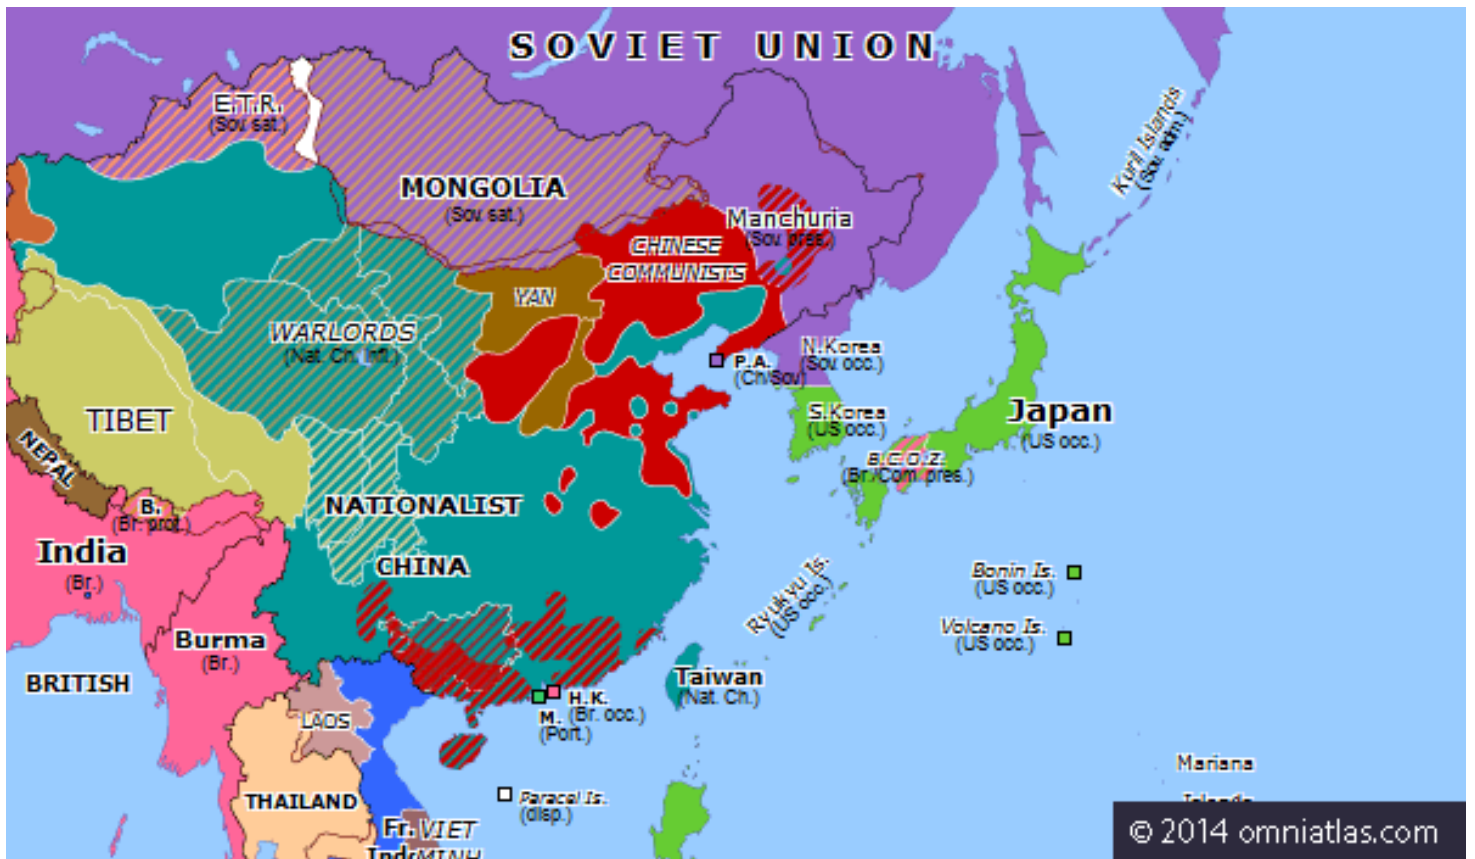 SOVIET UNION
E.T.R.
(Sov. sat.)
Kuril Islands
(Sov. adm.)
MONGOLIA
(Sov. sat.)
Manchuria
(Sov. pres.)
CHINESE
COMMUNISTS
YAN
WARLORDS
(Nat. Ch. infl.)
N.Korea
(Sov. occ.)
P.A.
(Ch/Sov)
TIBET
S.Korea
(US occ.)
Japan
(US occ.)
NEPAL
B.C.O.Z.
(Br./Com. pres.)
B.
(Br. prot.)
NATIONALIST
CHINA
India
(Br.)
Ryukyu Is.
(US occ.)
Bonin Is.
(US occ.)
Volcano Is.
(US occ.)
Burma
(Br.)
BRITISH
Taiwan
(Nat. Ch.)
H.K.
(Br. occ.)
M.
(Port.)
LAOS
Mariana
THAILAND
Paracel Is.
(disp.)
Fr.
VIET
MINH
© 2014 omniatlas.com